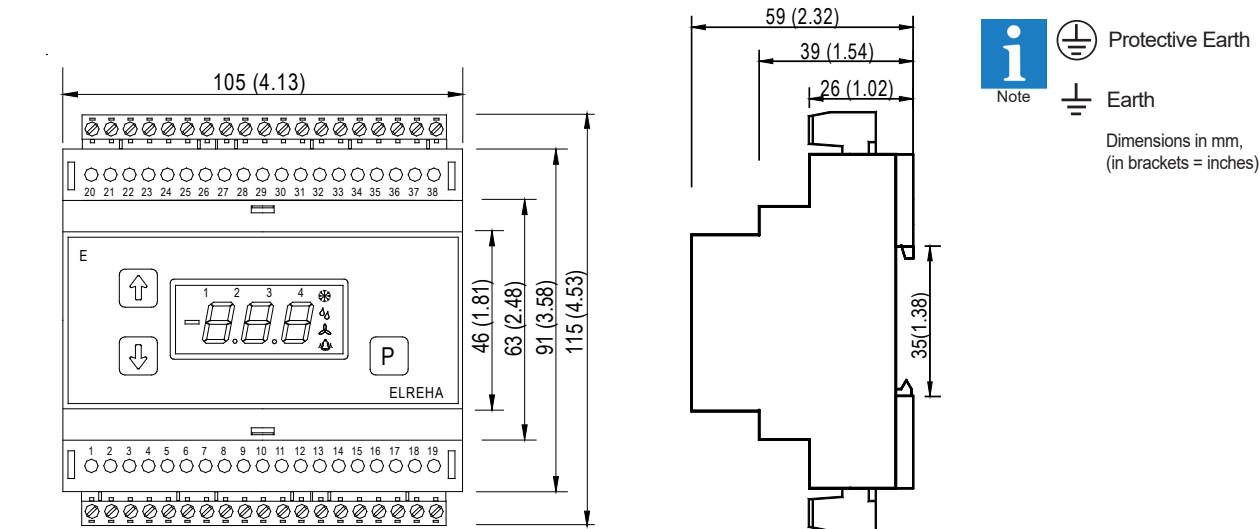 59 (2.32)
39 (1.54)
26 (1.02)
105 (4.13)
i
Note
Protective Earth
Earth
Dimensions in mm,
(in brackets = inches)
20 21 22 23 24 25 26 27 28 29 30 31 32 33 34 35 36 37 38
E
1 2 3 4
-8.8.8
P
ELREHA
46 (1.81)
63 (2.48)
91 (3.58)
115 (4.53)
35(1.38)
1 2 3 4 5 6 7 8 9 10 11 12 13 14 15 16 17 18 19